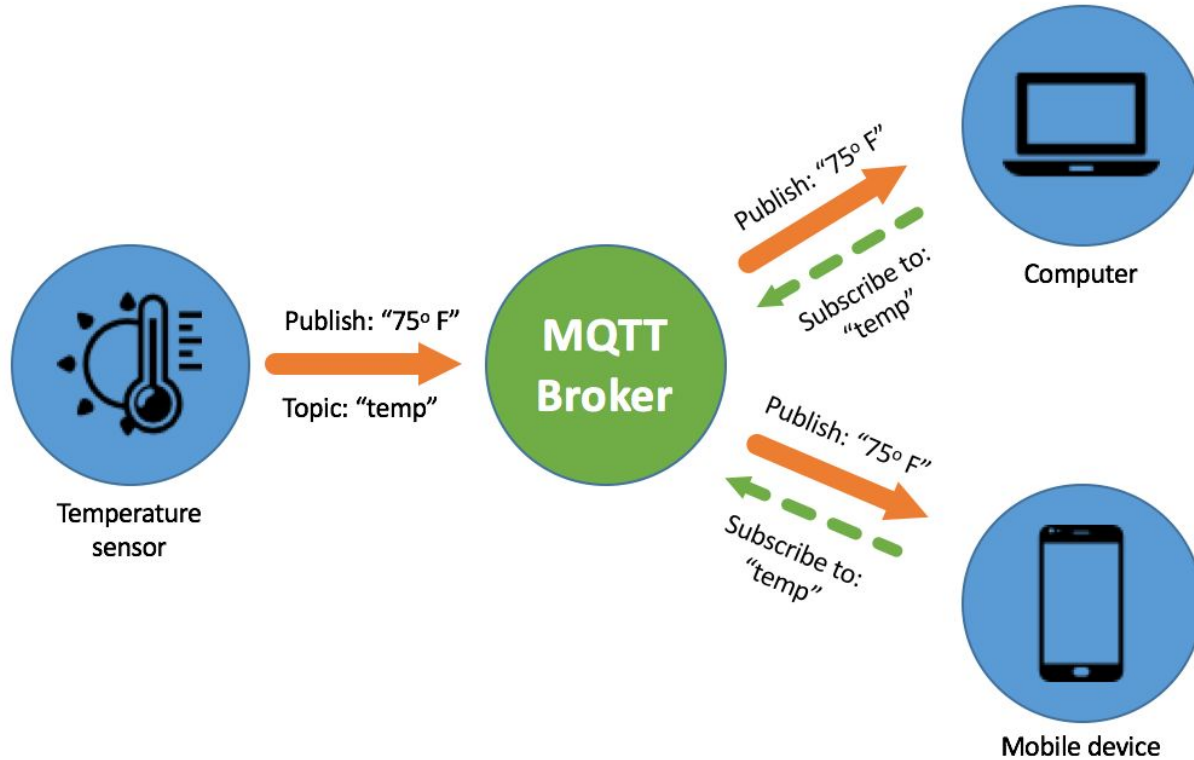 Publish: “75º F”
Topic: “temp”
Temperature
sensor
MQTT
Broker
Publish: “75º F”
Subscribe to:
“temp”
Computer
Publish: “75º F”
Subscribe to:
“temp”
Mobile device